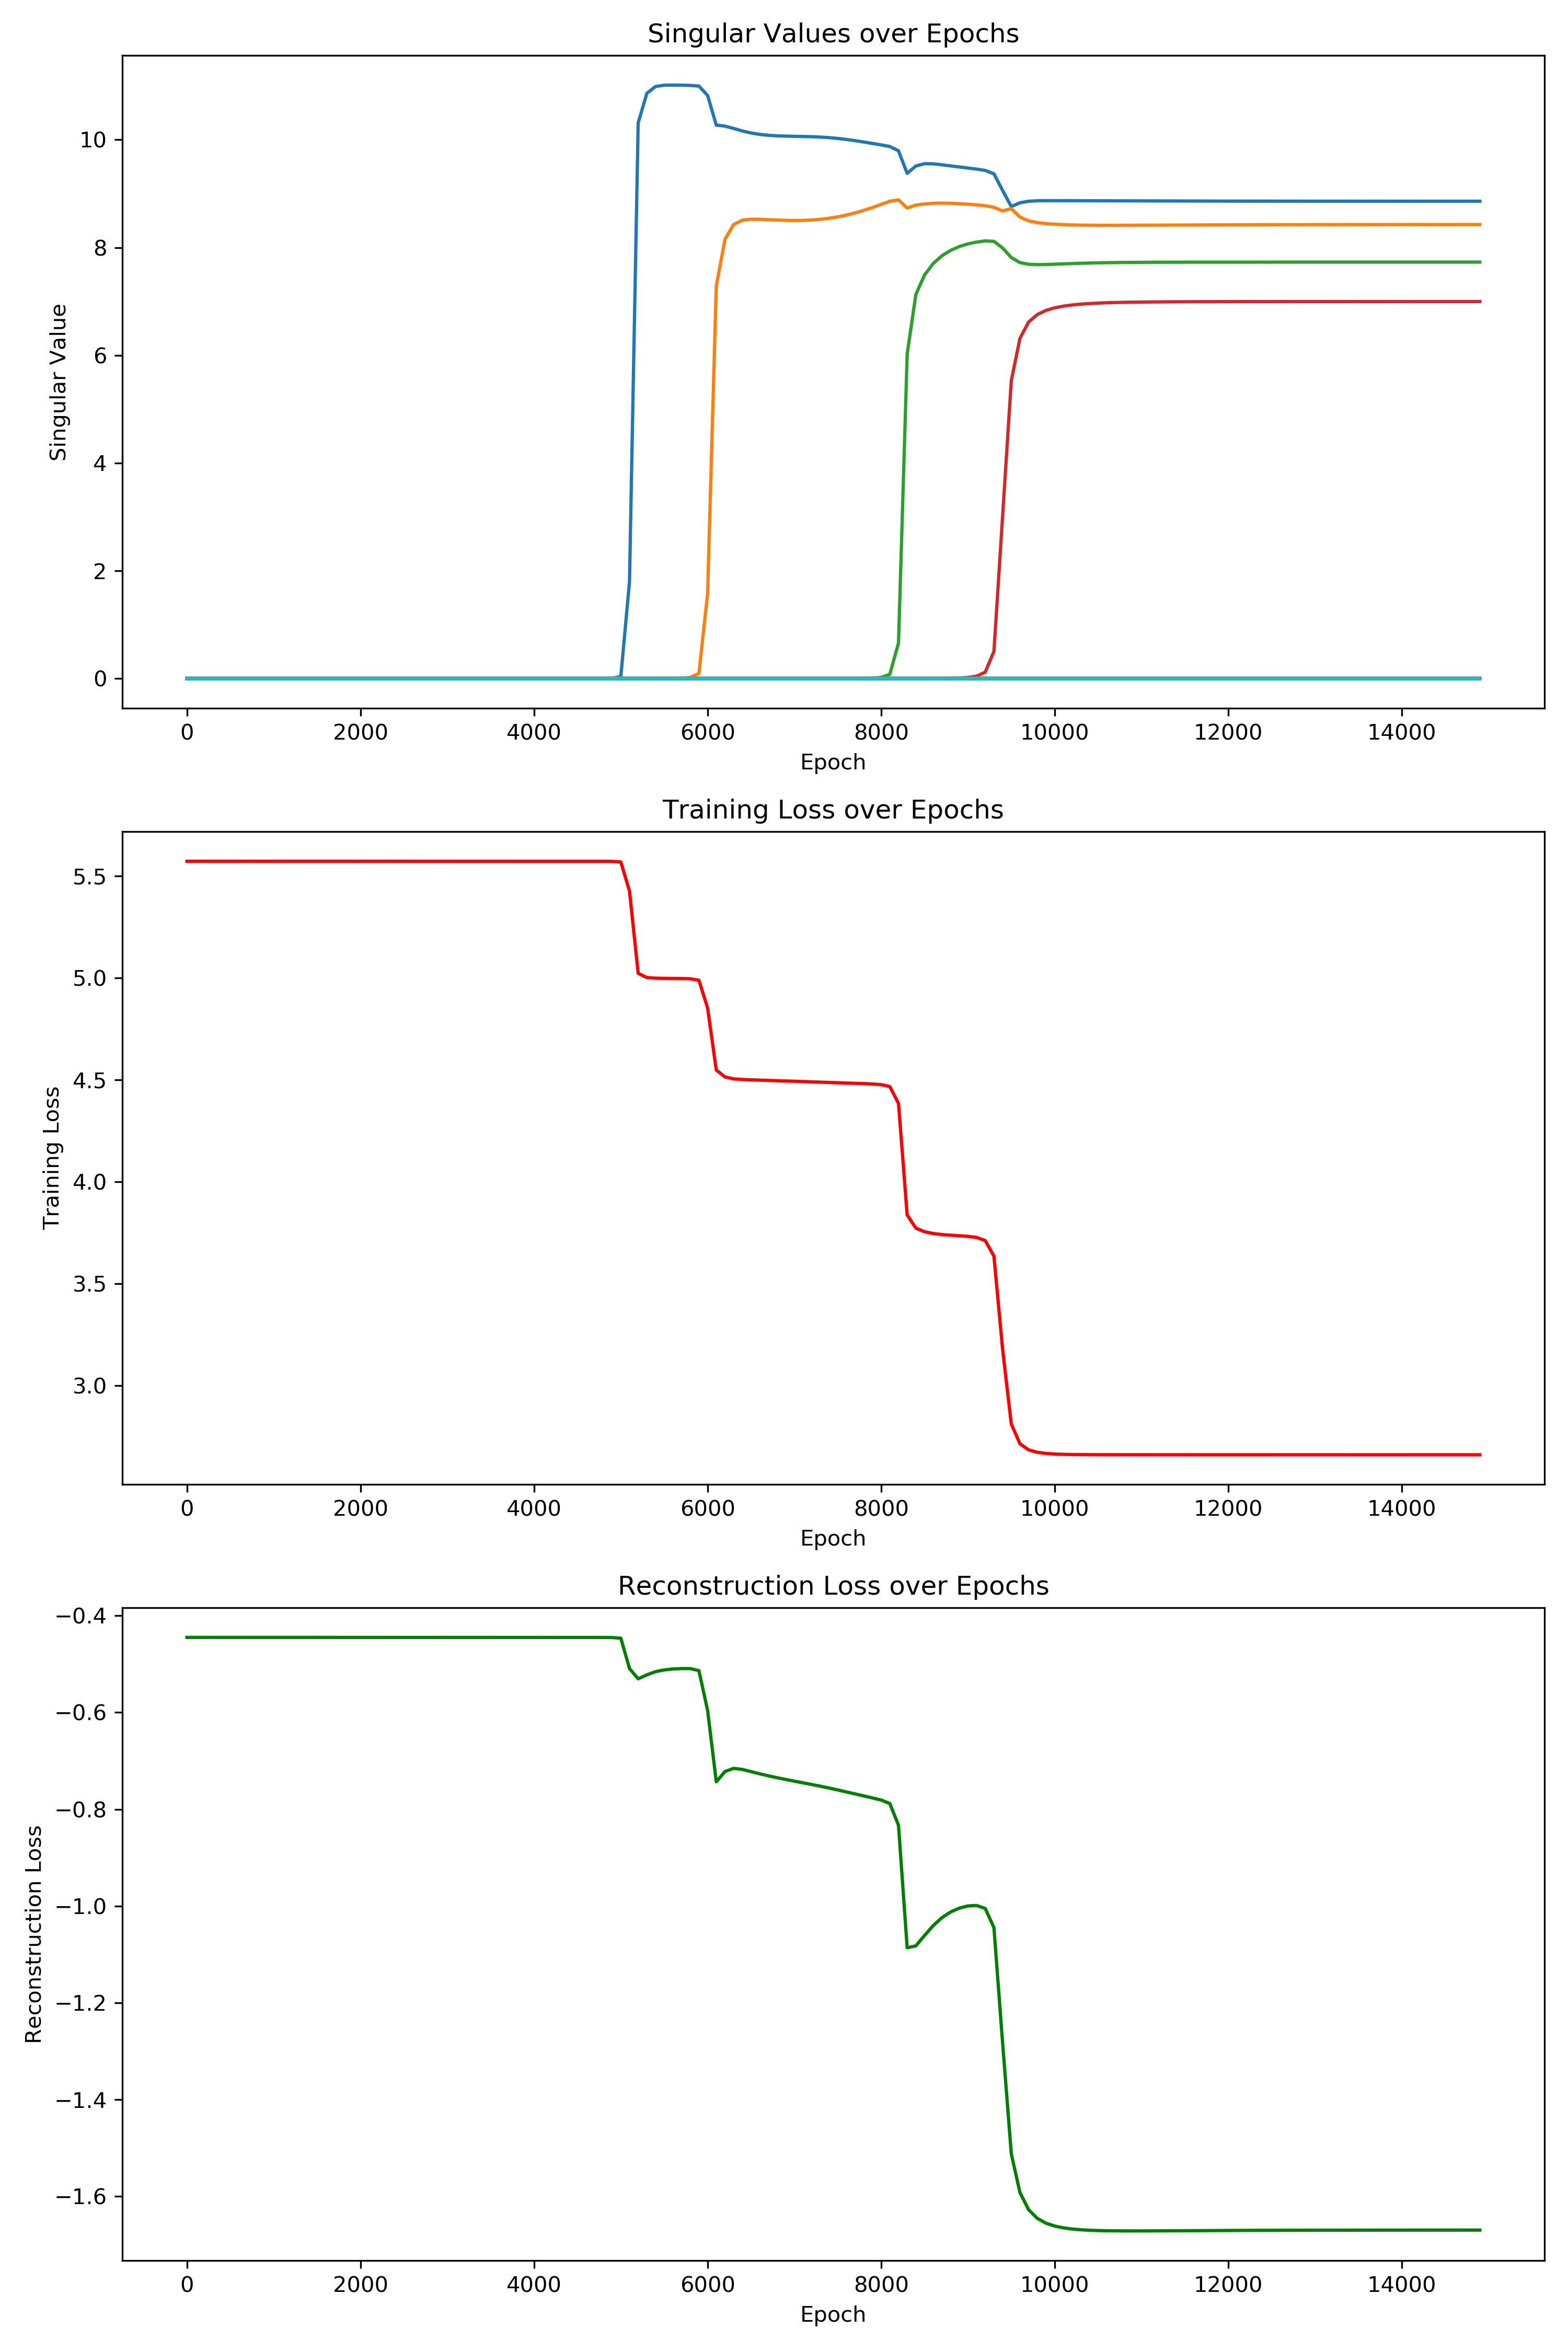 Singular Values over Epochs
10
8
6
4
2
0
Singular Value
0 2000 4000 6000 8000 10000 12000 14000
Epoch
Training Loss over Epochs
5.5
5.0
4.5
4.0
3.5
3.0
Training Loss
0 2000 4000 6000 8000 10000 12000 14000
Epoch
Reconstruction Loss over Epochs
−0.4
−0.6
−0.8
−1.0
−1.2
−1.4
−1.6
Reconstruction Loss
0 2000 4000 6000 8000 10000 12000 14000
Epoch